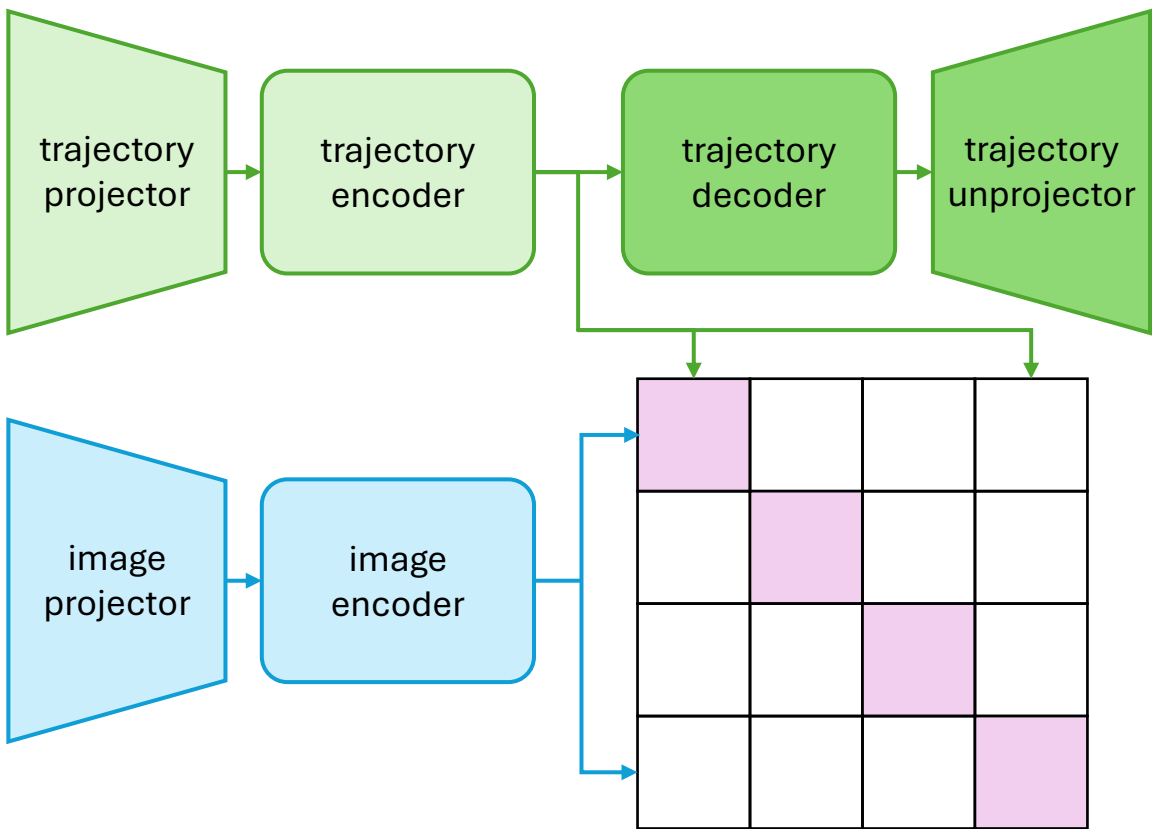 trajectory
projector
trajectory
encoder
trajectory
decoder
trajectory
unprojector
image
projector
image
encoder